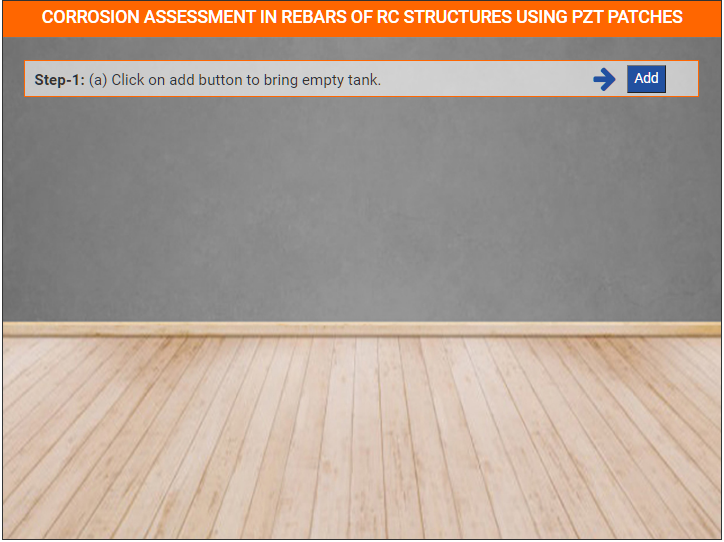 CORROSION ASSESSMENT IN REBARS OF RC STRUCTURES USING PZT PATCHES
Step-1: (a) Click on add button to bring empty tank.
Add